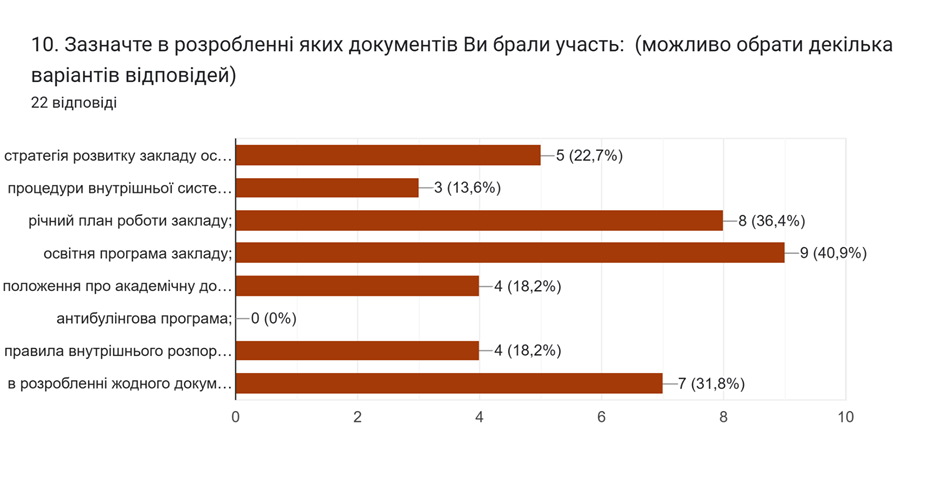 10. Зазначте в розробленні яких документів Ви брали участь:  (можливо обрати декілька
варіантів відповідей)
22 відповіді
стратегія розвитку закладу ос… 5 (22,7%)
процедури внутрішньої систе… 3 (13,6%)
річний план роботи закладу; 8 (36,4%)
освітня програма закладу; 9 (40,9%)
положення про академічну до… 4 (18,2%)
антибулінгова програма; 0 (0%)
правила внутрішнього розпор… 4 (18,2%)
в розробленні жодного докум… 7 (31,8%)
0 2 4 6 8 10